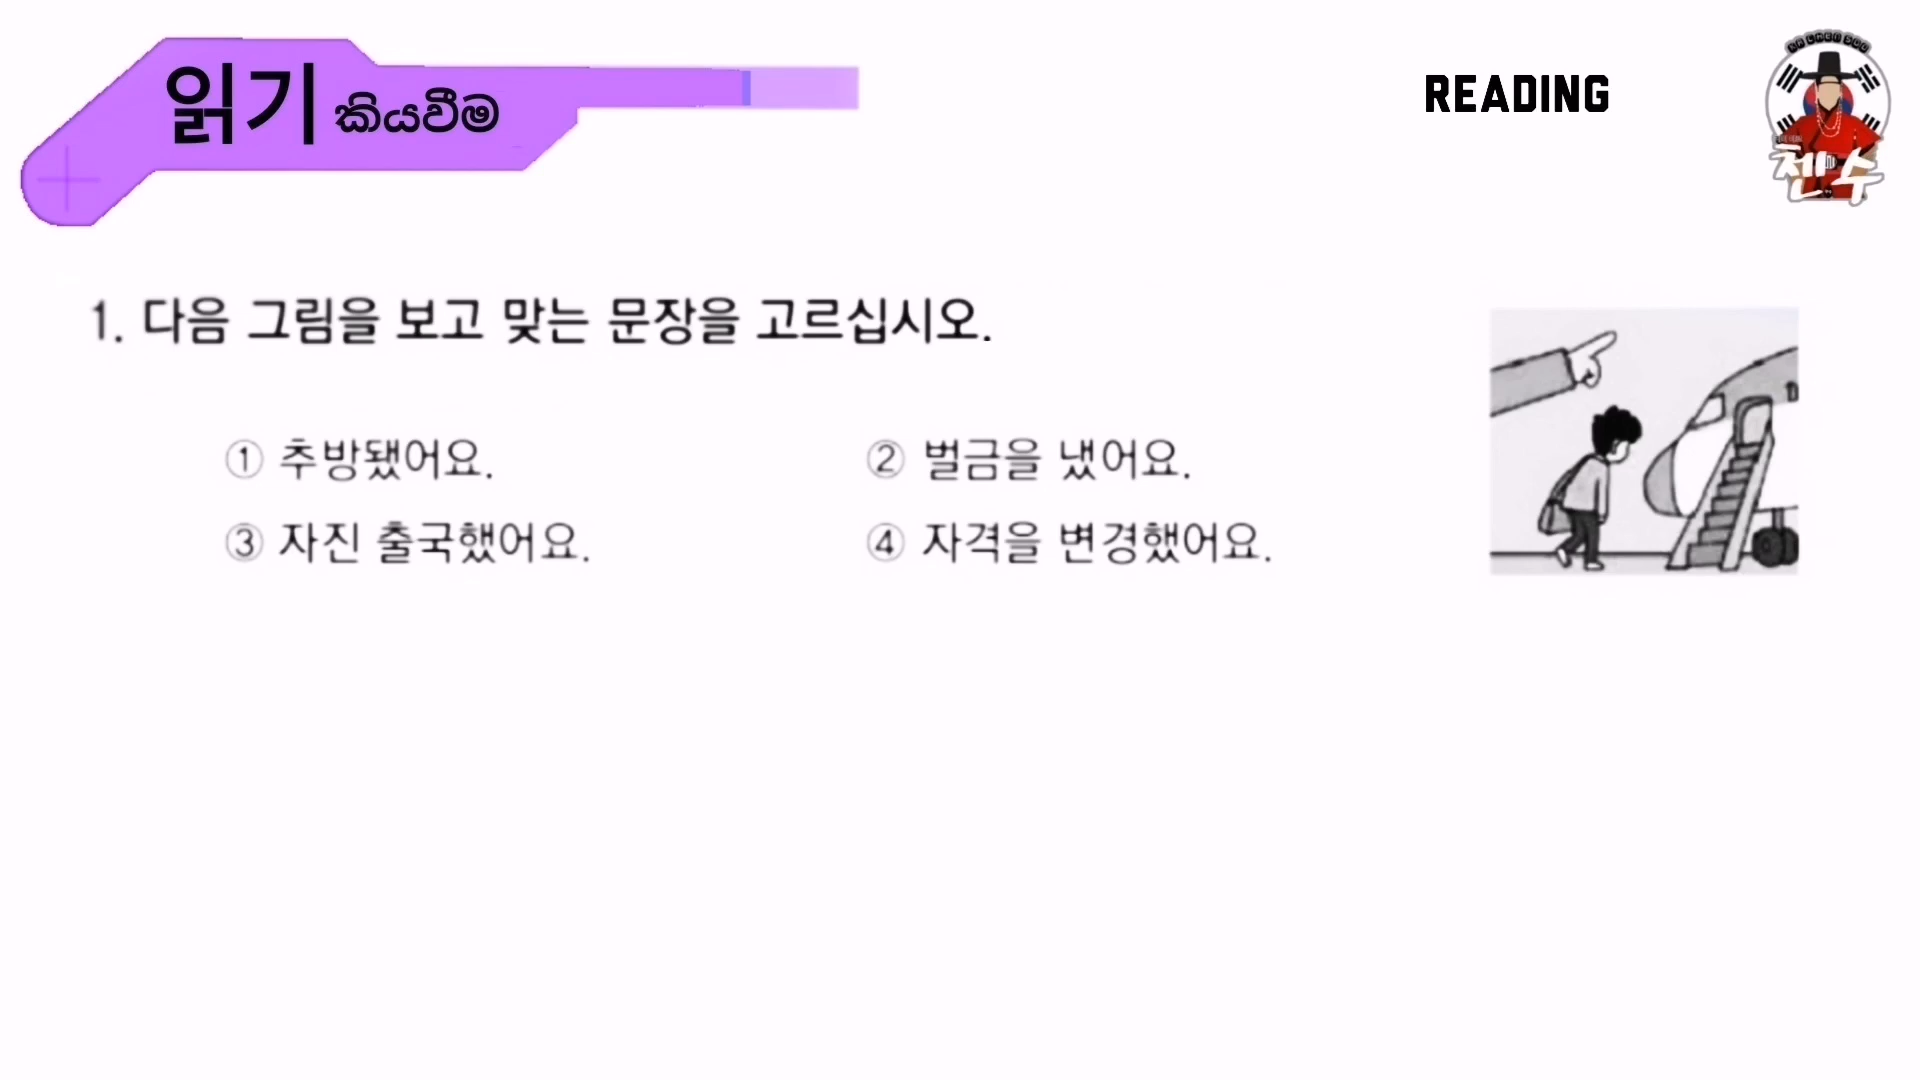 읽기 කියවීම
READING
천수
1. 다음 그림을 보고 맞는 문장을 고르십시오.
① 추방됐어요. ② 벌금을 냈어요.
③ 자진 출국했어요. ④ 자격을 변경했어요.